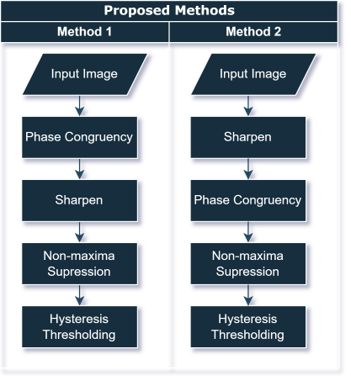 Proposed Methods
Method 1
Input Image
Phase Congruency
Sharpen
Non-maxima
Supression
Hysteresis
Thresholding
Method 2
Input Image
Sharpen
Phase Congruency
Non-maxima
Supression
Hysteresis
Thresholding